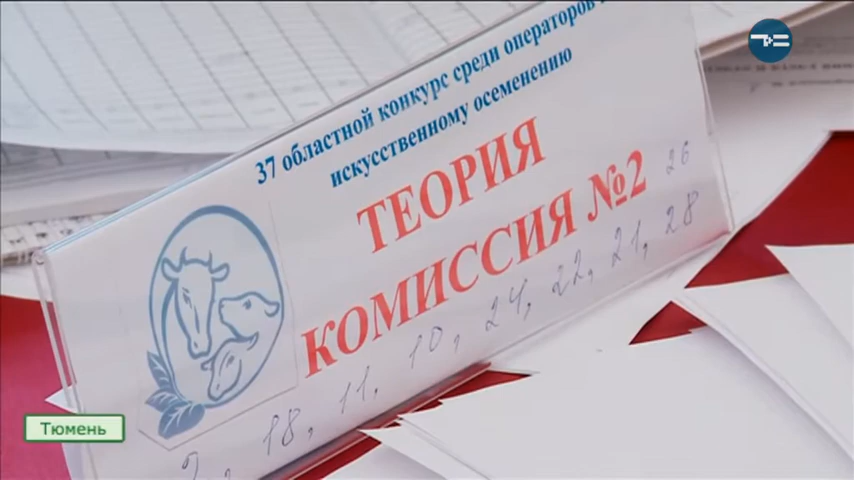 37 областной конкурс среди операторов
искусственному осеменению
ТЕОРИЯ
КОМИССИЯ №2
26
18, 11, 10, 24, 22, 21, 28
Тюмень